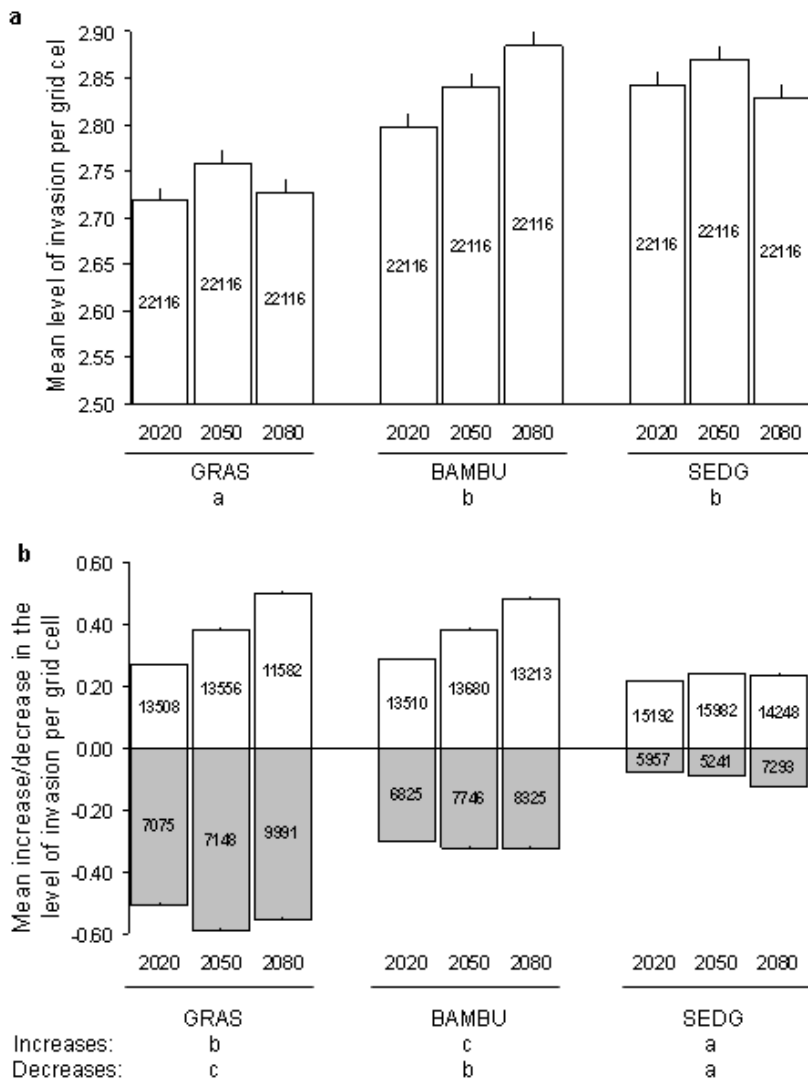 a
Mean level of invasion per grid cel
2.90
2.85
2.80
2.75
2.70
2.65
2.60
2.55
2.50
22116 22116 22116 22116 22116 22116 22116 22116 22116
2020 2050 2080 2020 2050 2080 2020 2050 2080
GRAS BAMBU SEDG
a b b
b
Mean increase/decrease in the
level of invasion per grid cell
0.60
0.40
0.20
0.00
-0.20
-0.40
-0.60
13508 13556 11582 13510 13680 13213 15192 15982 14248
7075 7148 9991 6825 7746 8325 5957 5241 7293
2020 2050 2080 2020 2050 2080 2020 2050 2080
GRAS BAMBU SEDG
Increases: b c a
Decreases: c b a